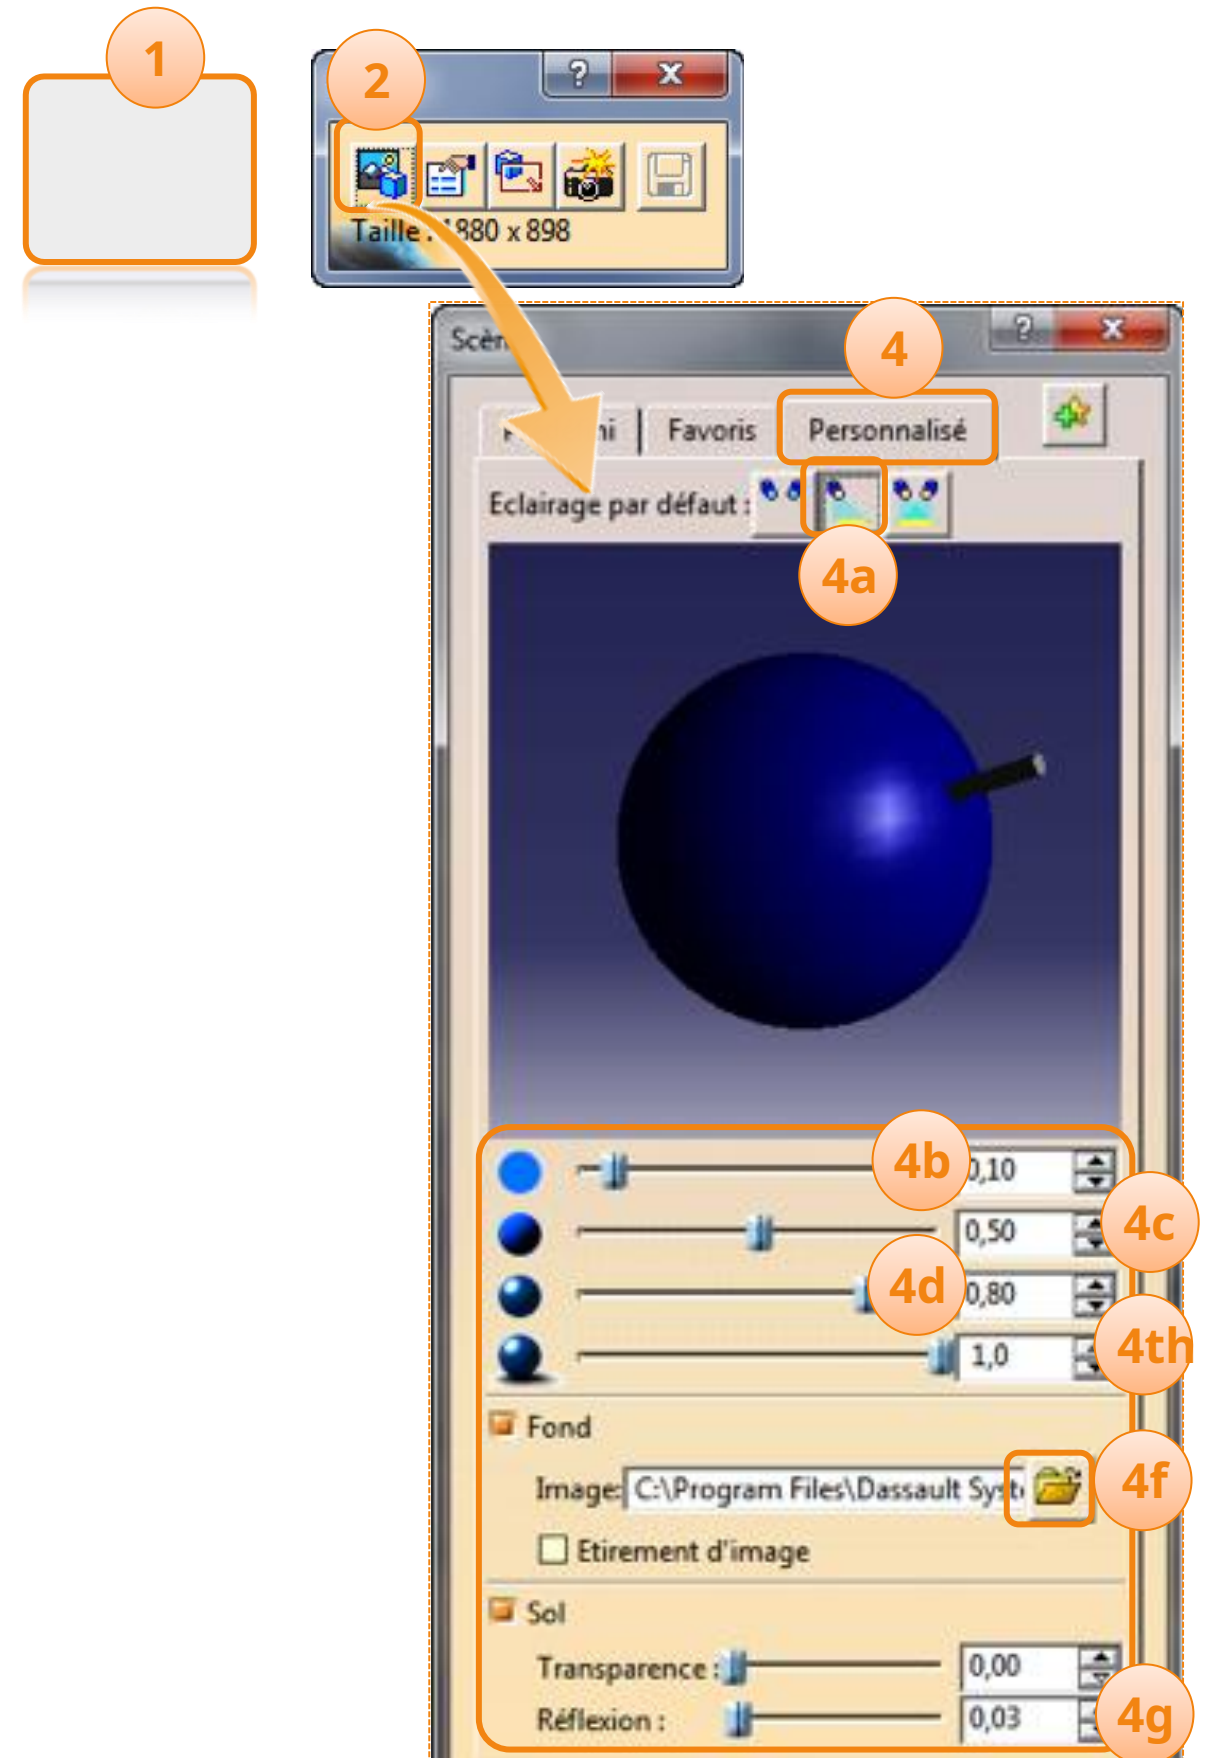 1
2
Taille : 1880 x 898
4
Favoris
Personnalisé
Eclairage par défaut :
4a
4b
0,10
4c
0,50
4d
0,80
4th
1,0
Fond
4f
Image: C:\Program Files\Dassault Syst
Etirement d'image
Sol
Transparence : 0,00
Réflexion : 0,03
4g